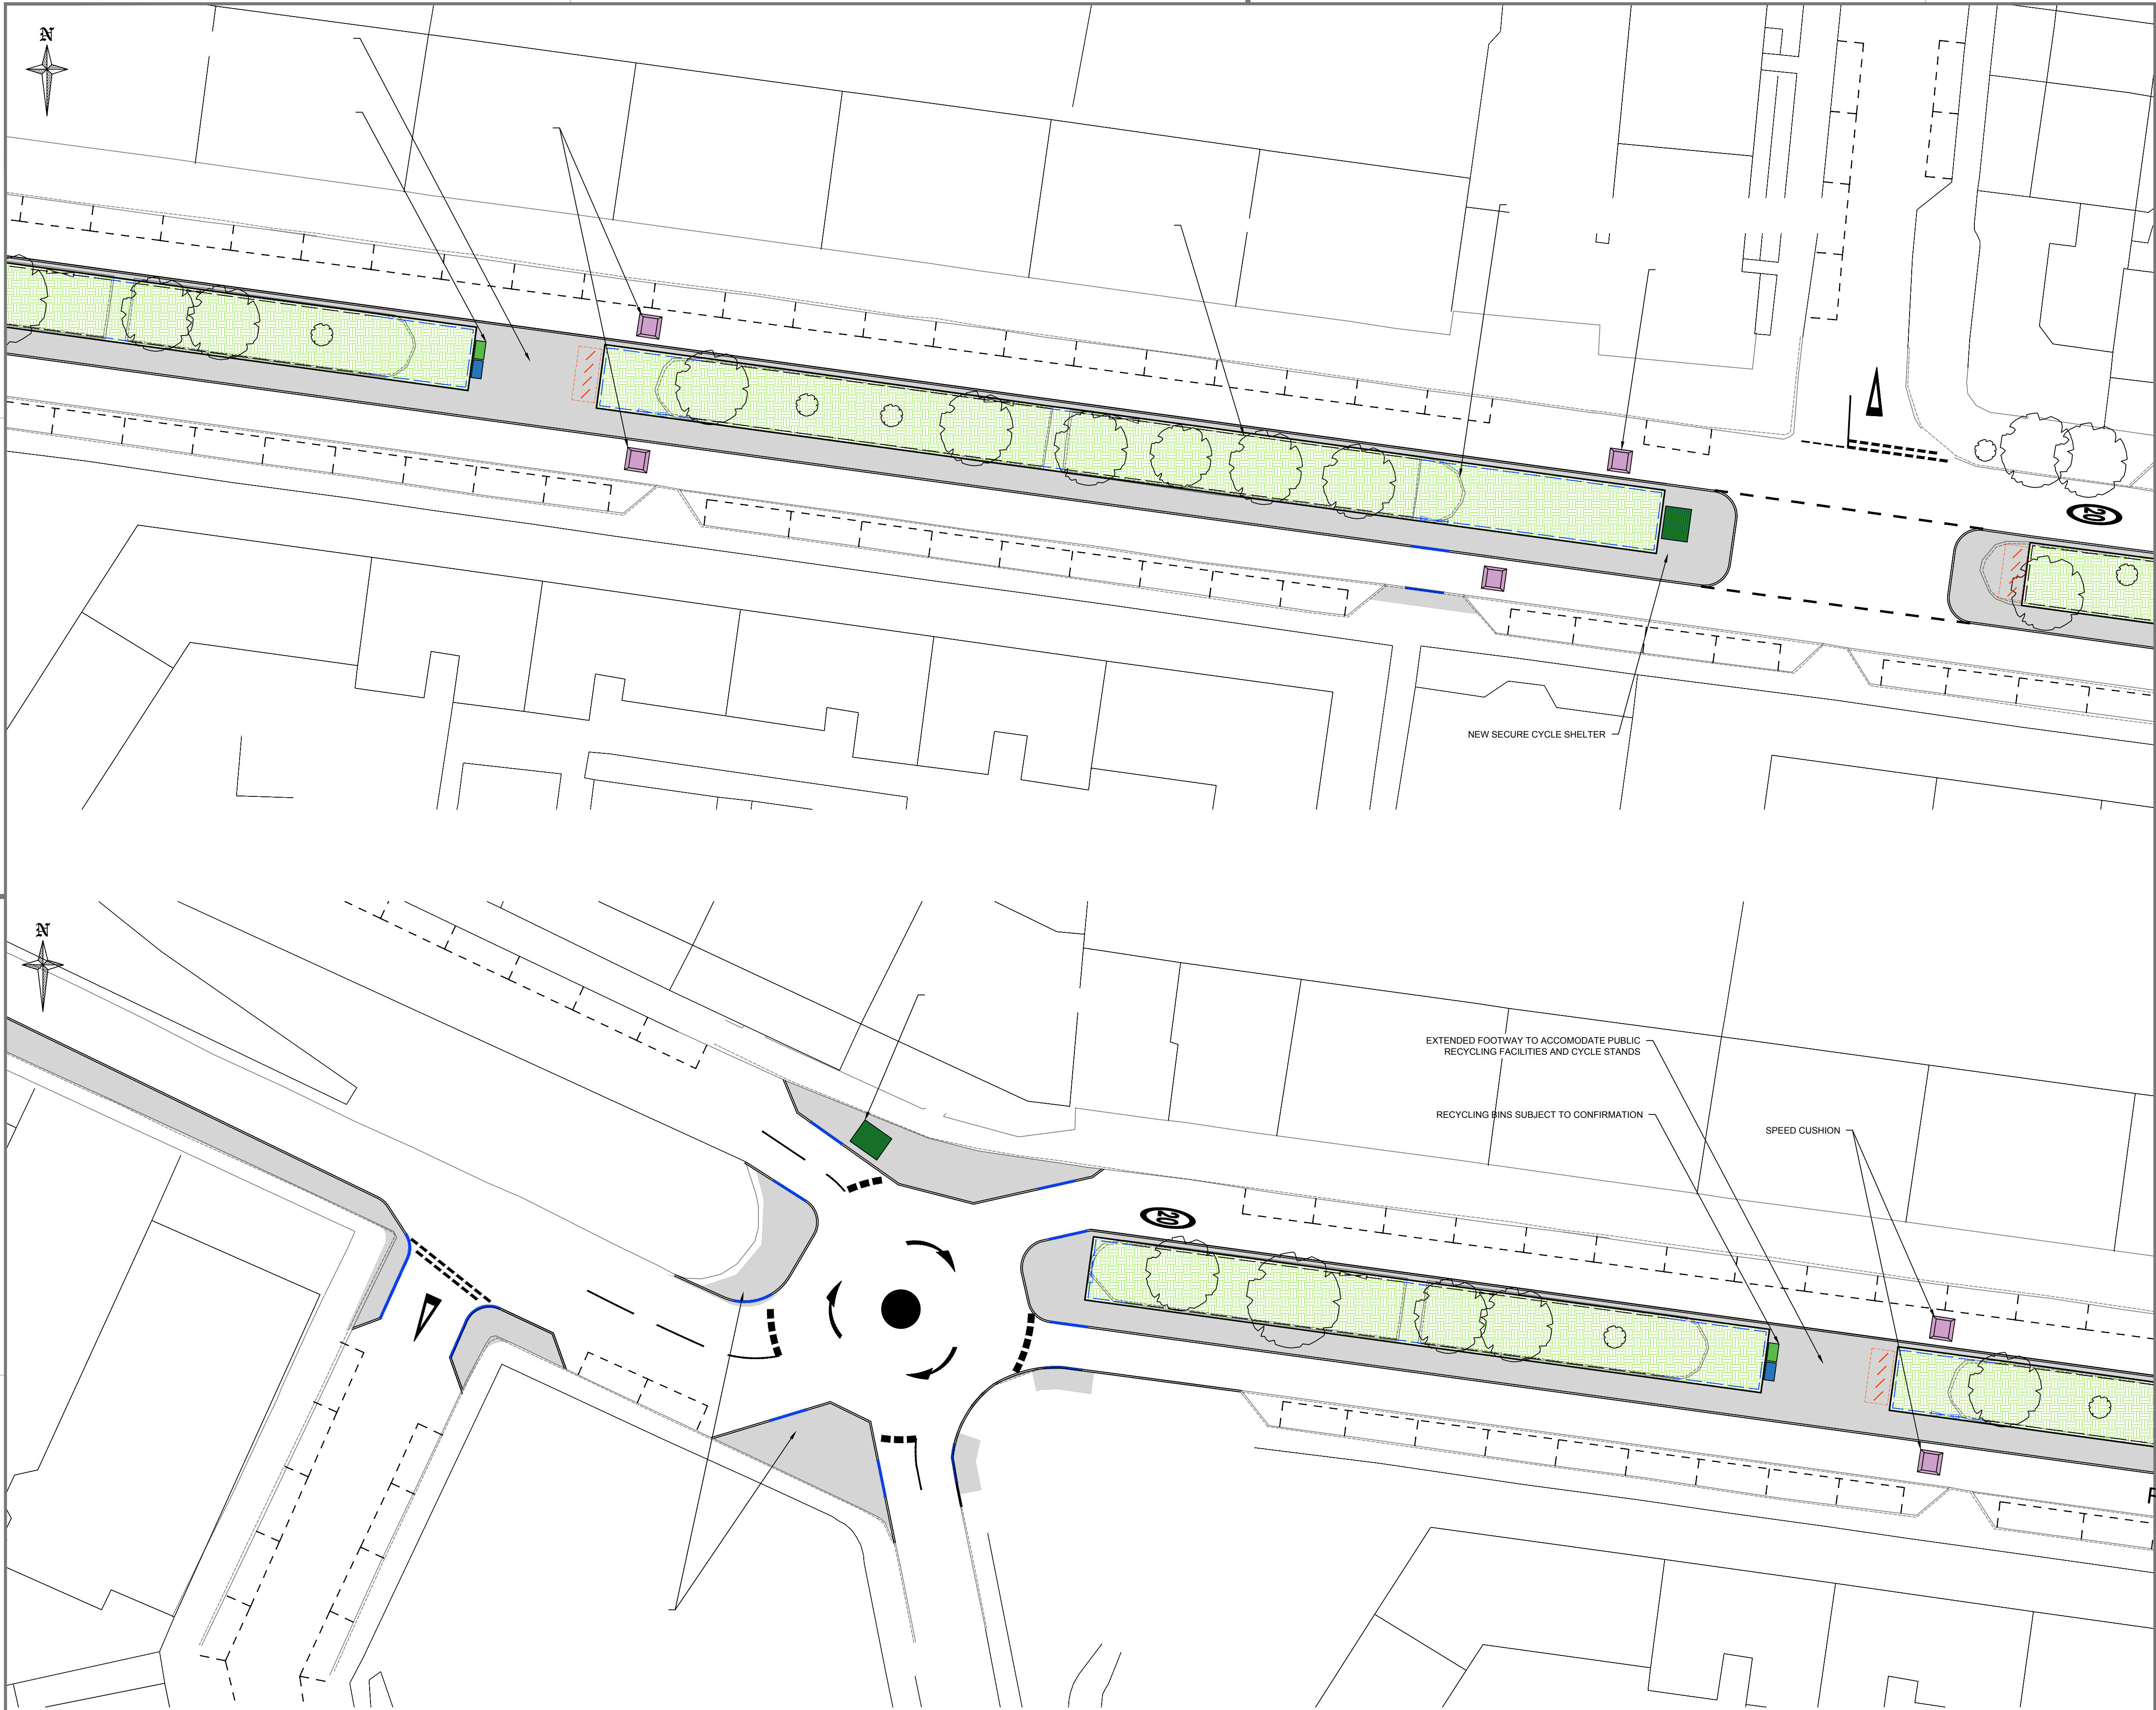 N
20
NEW SECURE CYCLE SHELTER
N
EXTENDED FOOTWAY TO ACCOMODATE PUBLIC
RECYCLING FACILITIES AND CYCLE STANDS
RECYCLING BINS SUBJECT TO CONFIRMATION
SPEED CUSHION
20